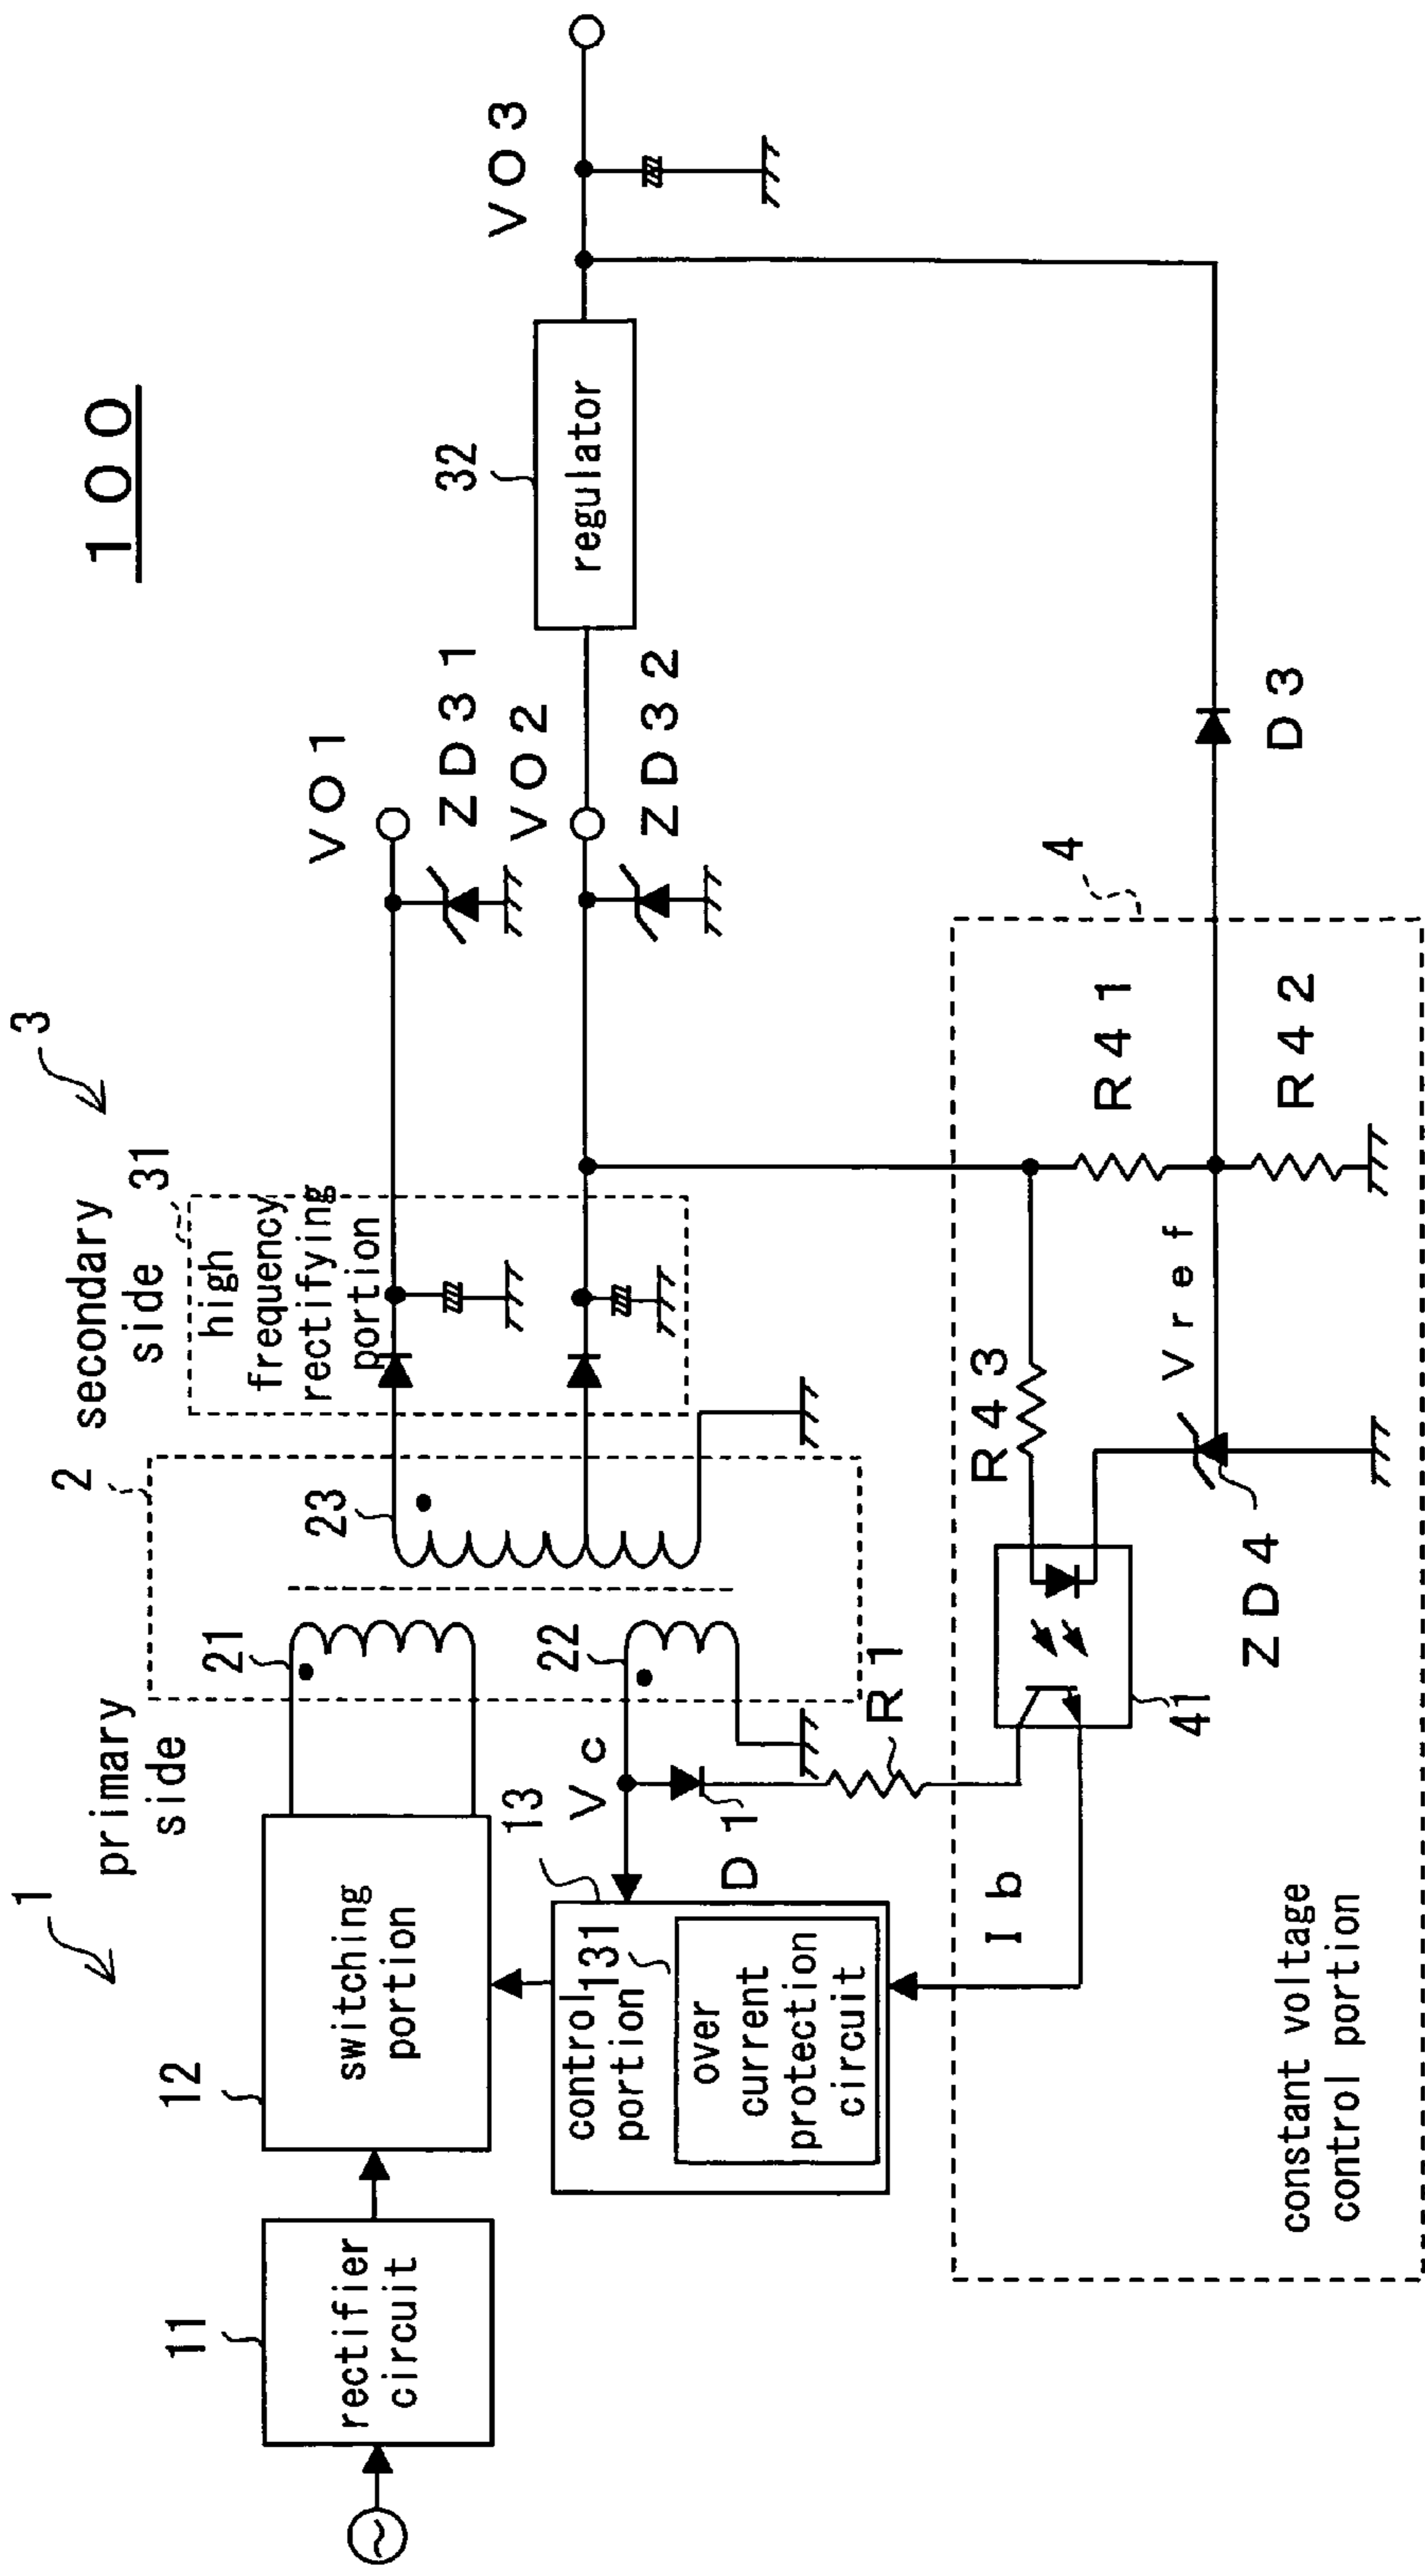 100
1
primary
side
2
secondary
side
3
31
high
frequency
rectifying
portion
11
rectifier
circuit
12
switching
portion
21
23
22
Vc
13
control
portion
131
over
current
protection
circuit
D1
R1
VO1
ZD31
VO2
ZD32
32
regulator
VO3
4
Ib
41
R43
Vref
ZD4
R41
R42
D3
constant voltage
control portion